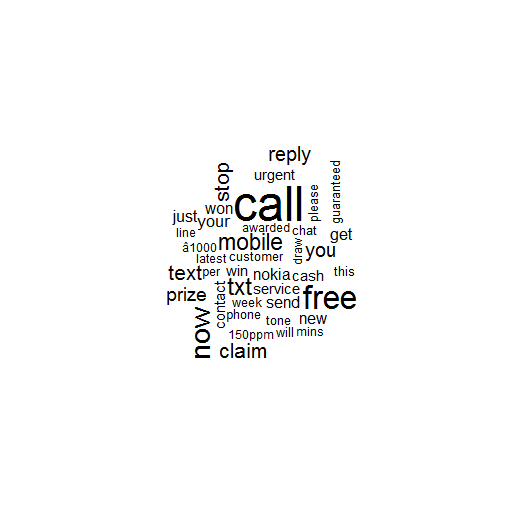 reply
urgent
stop
please
guaranteed
call
won
just your
awarded chat
line
mobile
get
â1000
draw
you
latest customer
text per win nokia cash this
contact
txt service
prize
week send free
phone tone new
now
150ppm will mins
claim